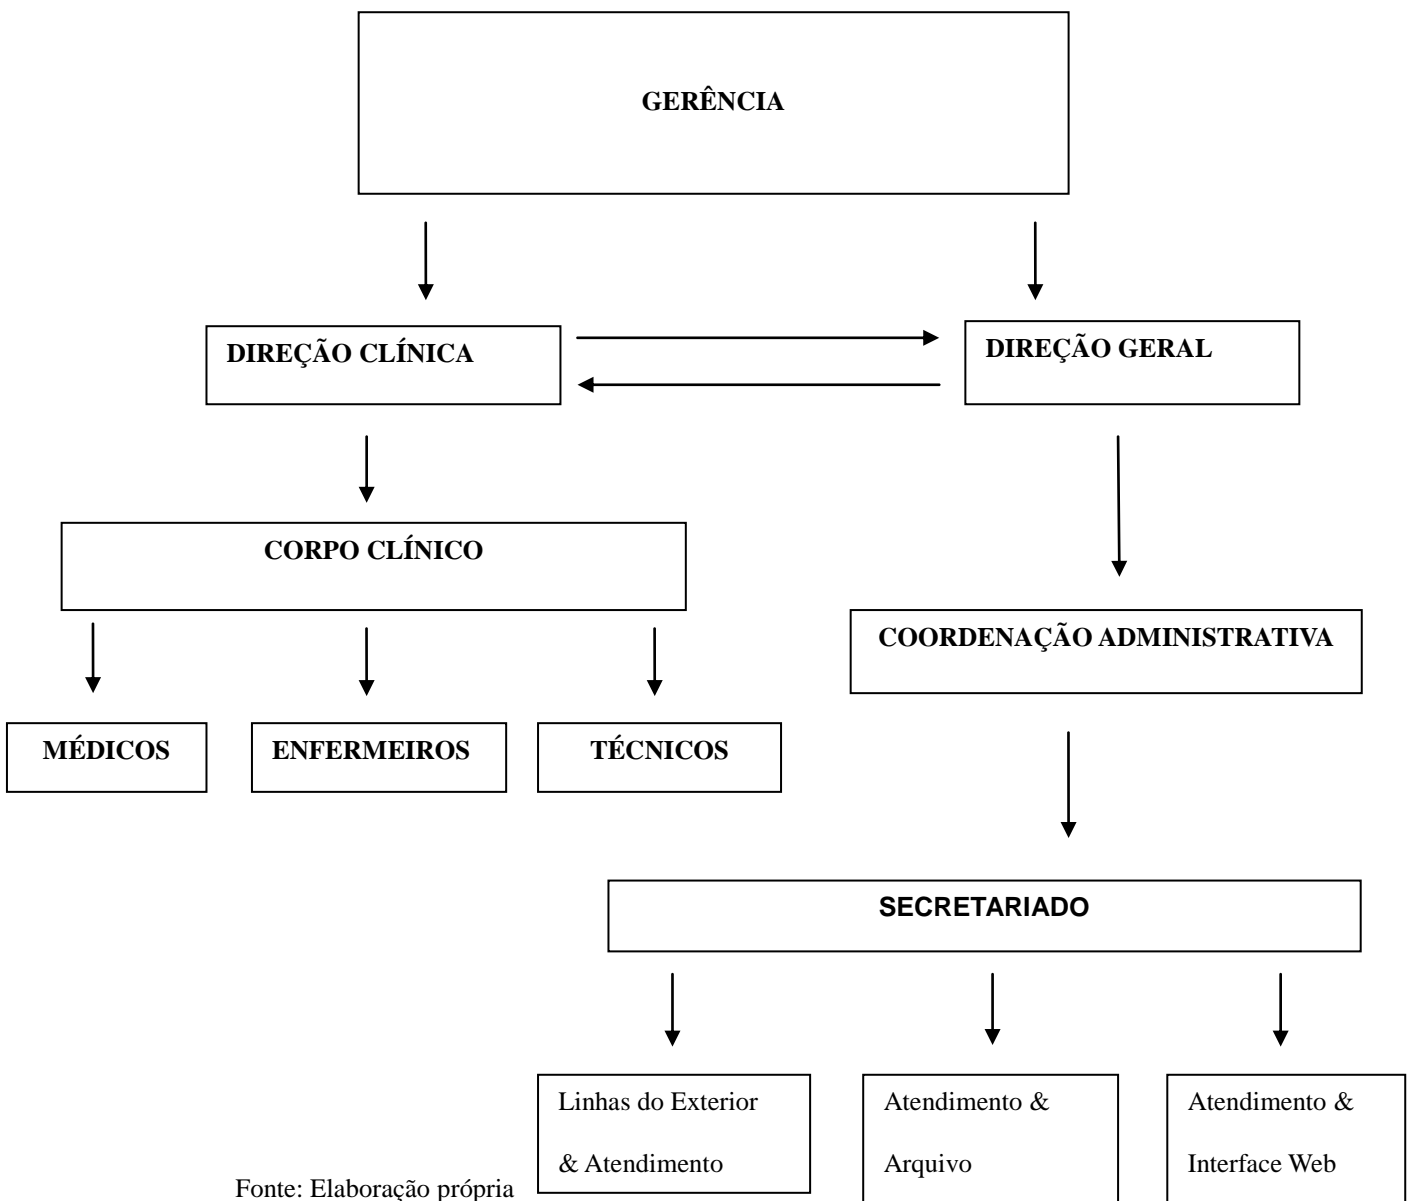 GERÊNCIA
DIREÇÃO CLÍNICA
DIREÇÃO GERAL
CORPO CLÍNICO
COORDENAÇÃO ADMINISTRATIVA
MÉDICOS
ENFERMEIROS
TÉCNICOS
SECRETARIADO
Linhas do Exterior
& Atendimento
Atendimento &
Arquivo
Atendimento &
Interface Web
Fonte: Elaboração própria